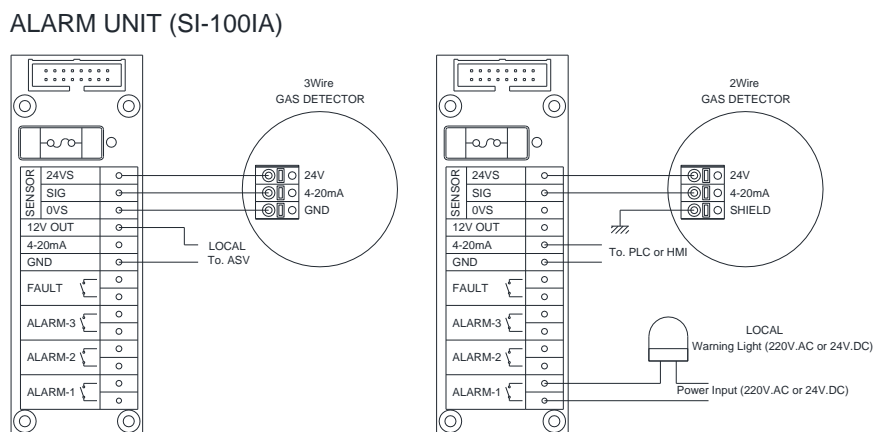 ALARM UNIT (SI-100IA)
3Wire
GAS DETECTOR
SENSOR
24VS
SIG
0VS
12V OUT
4-20mA
GND
FAULT
ALARM-3
ALARM-2
ALARM-1
24V
4-20mA
GND
LOCAL
To. ASV
2Wire
GAS DETECTOR
SENSOR
24VS
SIG
0VS
12V OUT
4-20mA
GND
FAULT
ALARM-3
ALARM-2
ALARM-1
24V
4-20mA
SHIELD
To. PLC or HMI
LOCAL
Warning Light (220V.AC or 24V.DC)
Power Input (220V.AC or 24V.DC)